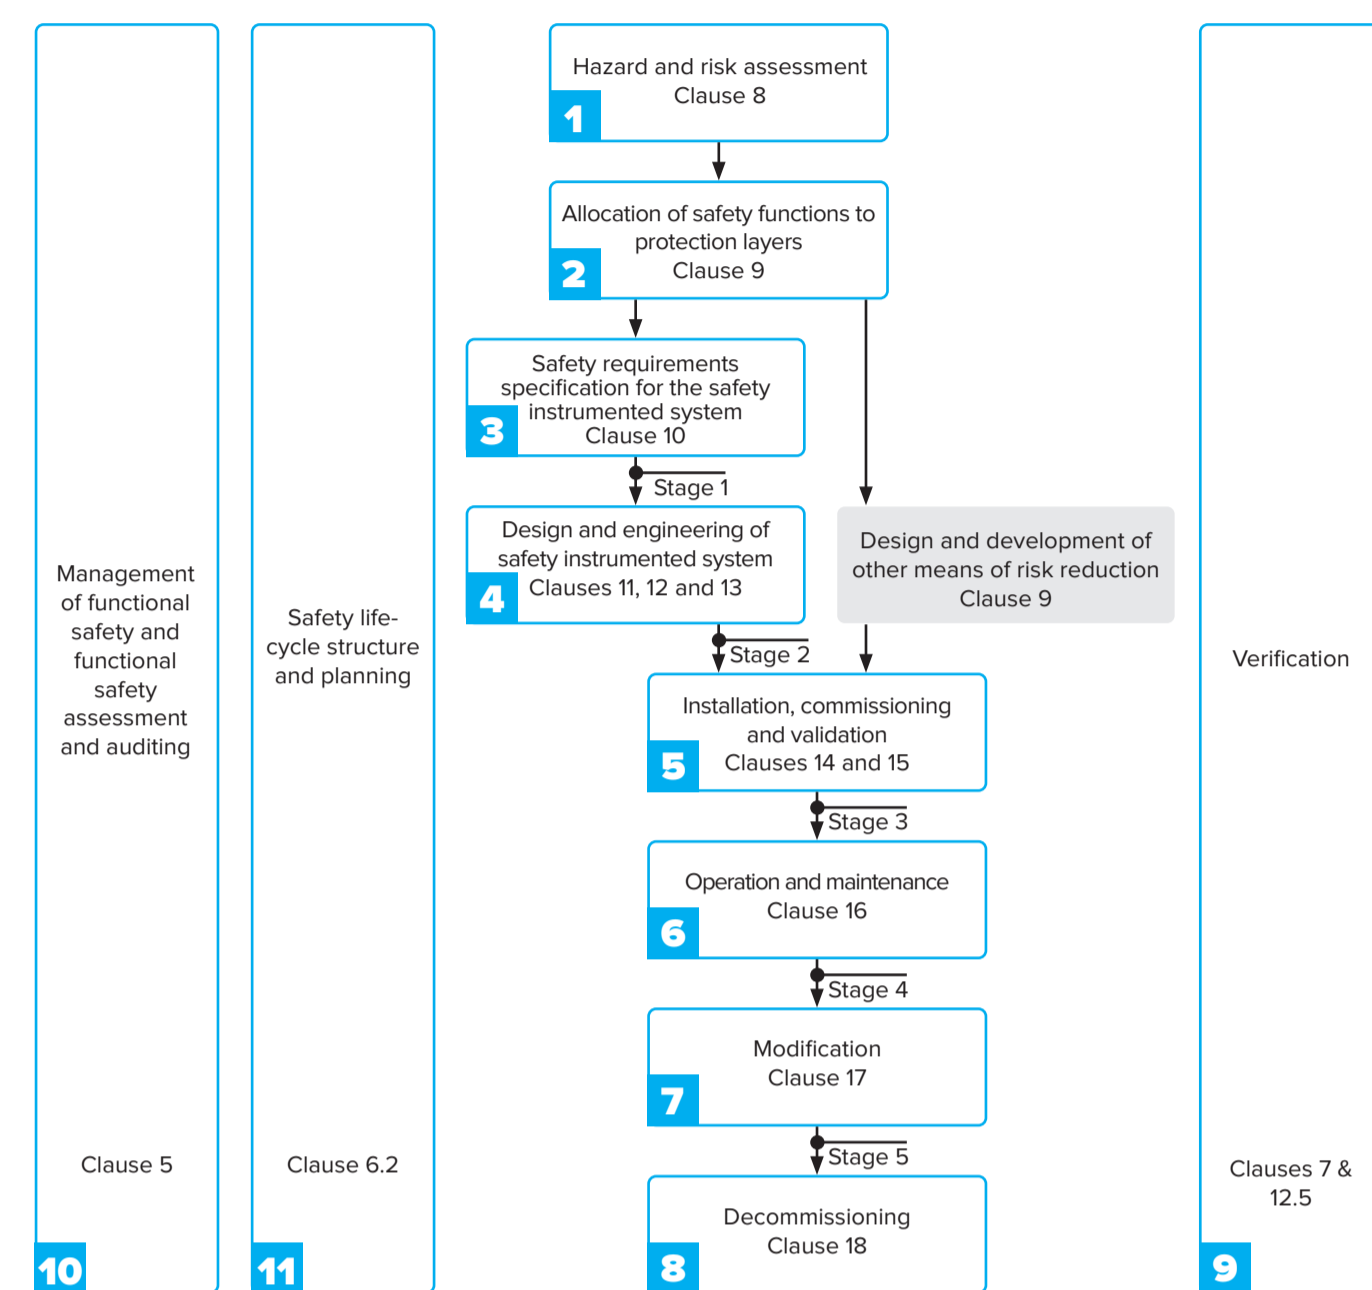 Hazard and risk assessment
Clause 8
1
Allocation of safety functions to
protection layers
Clause 9
2
Safety requirements
specification for the safety
instrumented system
Clause 10
3
Stage 1
Design and engineering of
safety instrumented system
Clauses 11, 12 and 13
4
Design and development of
other means of risk reduction
Clause 9
Stage 2
Installation, commissioning
and validation
Clauses 14 and 15
5
Stage 3
Operation and maintenance
Clause 16
6
Stage 4
Modification
Clause 17
7
Stage 5
Decommissioning
Clause 18
8
Management
of functional
safety and
functional
safety
assessment
and auditing
Clause 5
10
Safety life-
cycle structure
and planning
Clause 6.2
11
Verification
Clauses 7 &
12.5
9